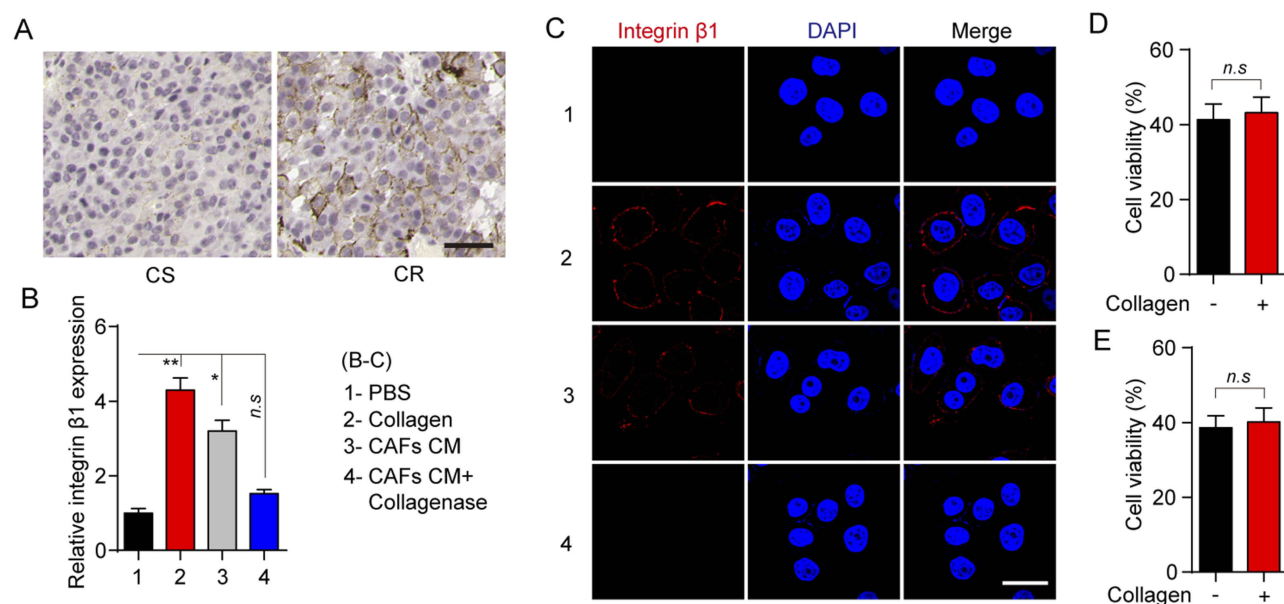 A
CS
CR
B
Relative integrin β1 expression
6
4
2
0
**
*
n.s
1
2
3
4
(B-C)
1- PBS
2- Collagen
3- CAFs CM
4- CAFs CM+
Collagenase
C
Integrin β1
DAPI
Merge
1
2
3
4
D
Cell viability (%)
60
40
20
0
n.s
Collagen
-
+
E
Cell viability (%)
60
40
20
0
n.s
Collagen
-
+